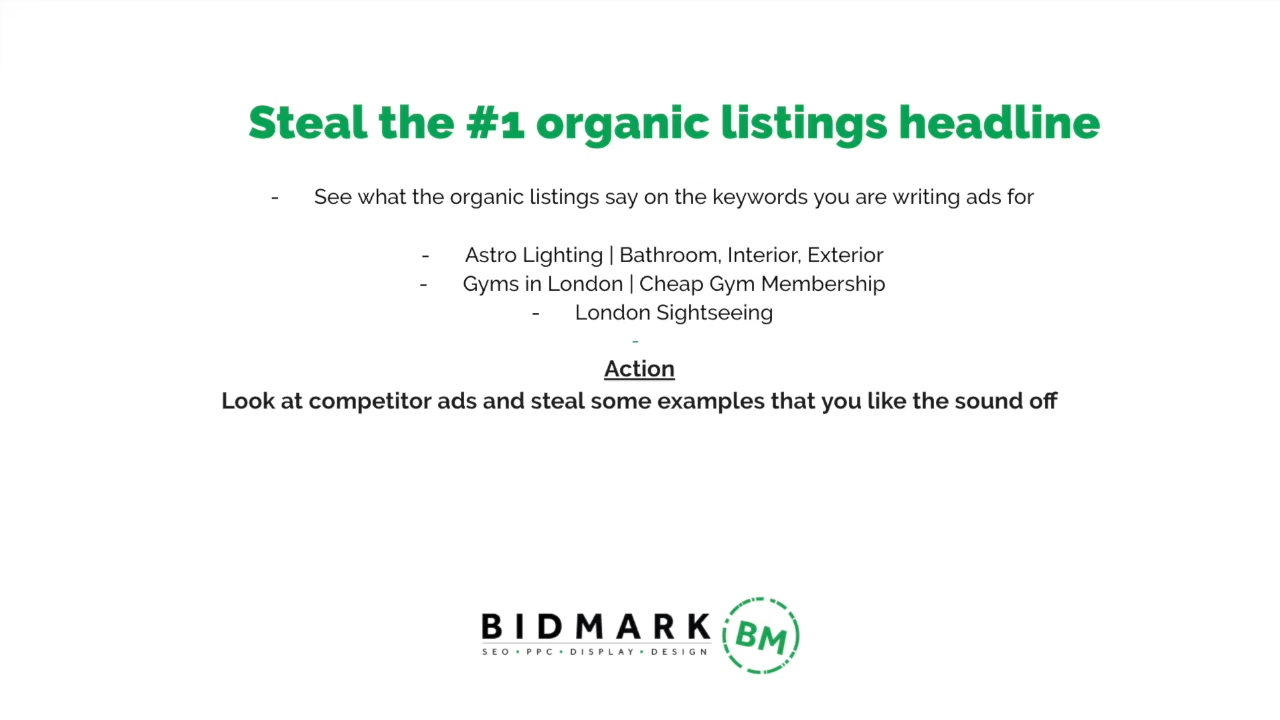 Steal the #1 organic listings headline
- See what the organic listings say on the keywords you are writing ads for
- Astro Lighting | Bathroom, Interior, Exterior
- Gyms in London | Cheap Gym Membership
- London Sightseeing
-
Action
Look at competitor ads and steal some examples that you like the sound off
BIDMARK
SEO • PPC • DISPLAY • DESIGN
BM